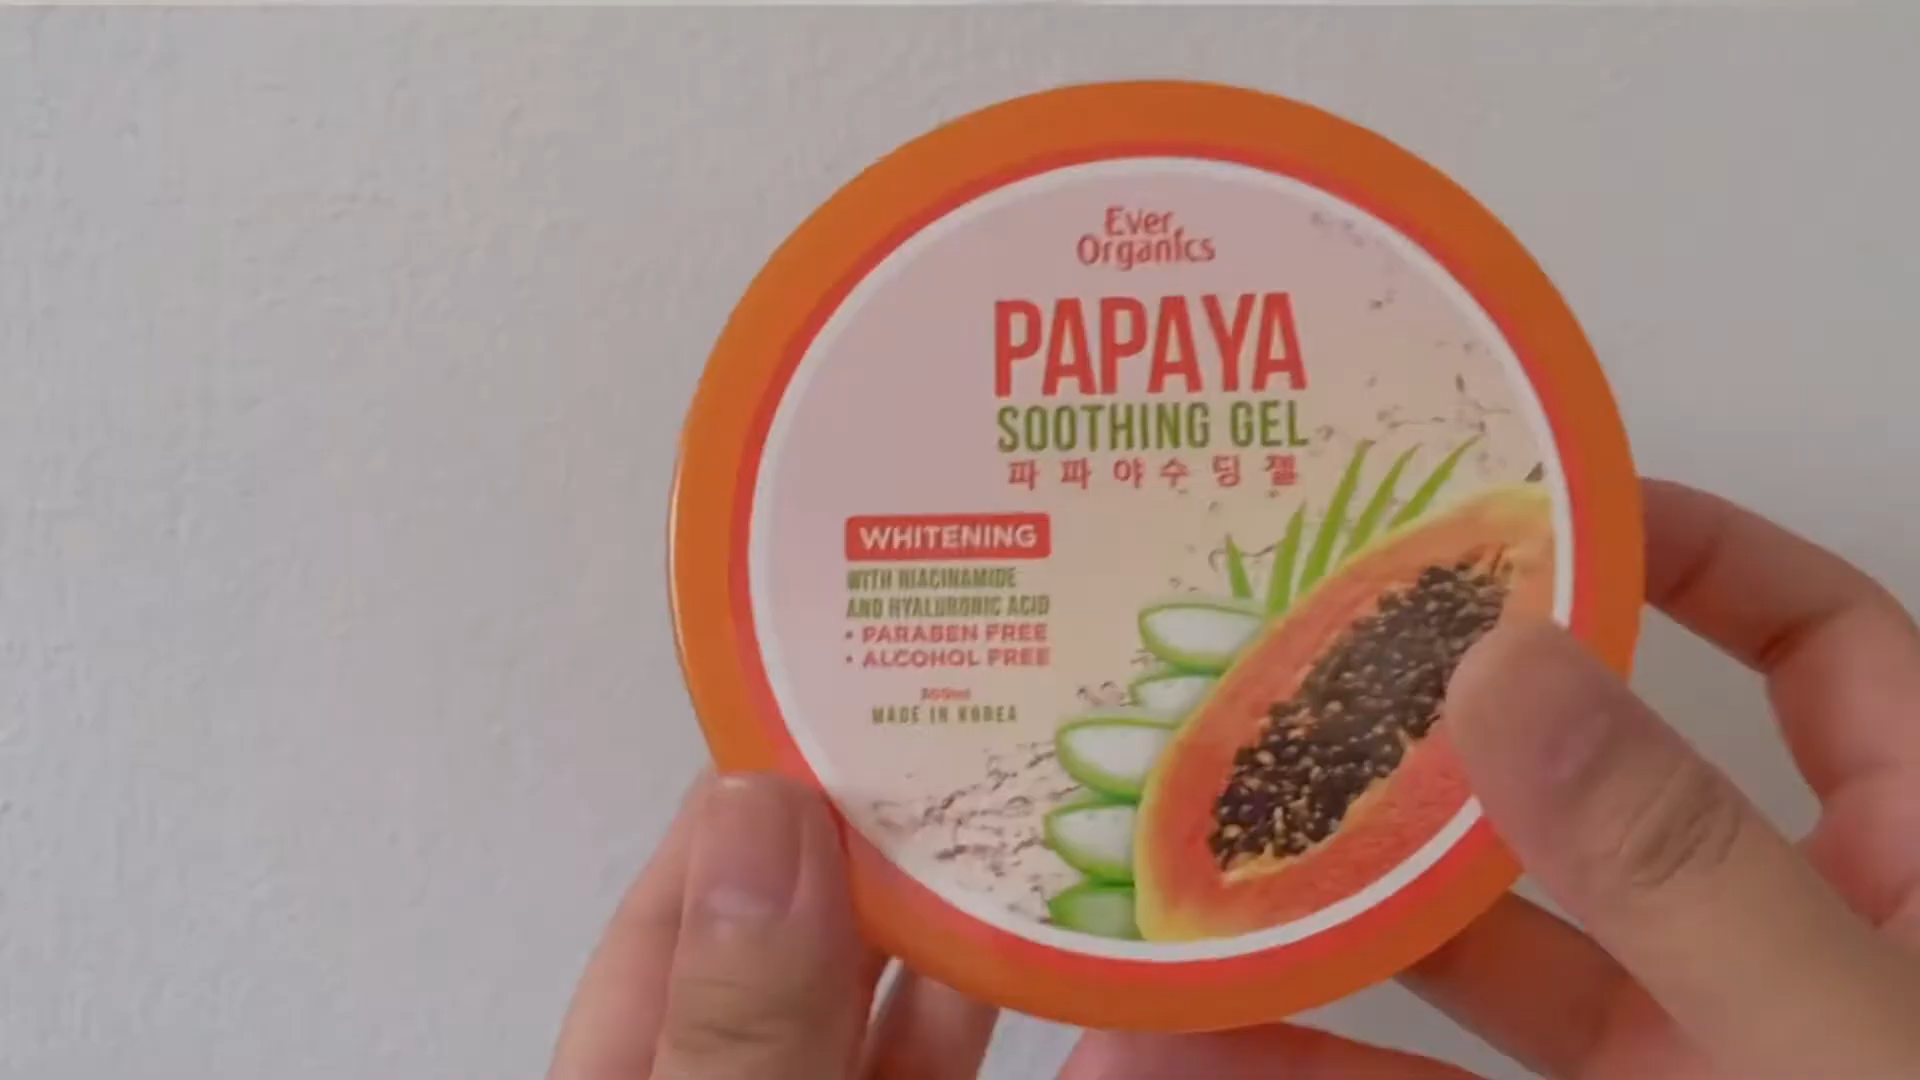 Ever
Organics
PAPAYA
SOOTHING GEL
파파야수딩젤
WHITENING
WITH NIACINAMIDE
AND HYALURONIC ACID
• PARABEN FREE
• ALCOHOL FREE
300ml
MADE IN KOREA